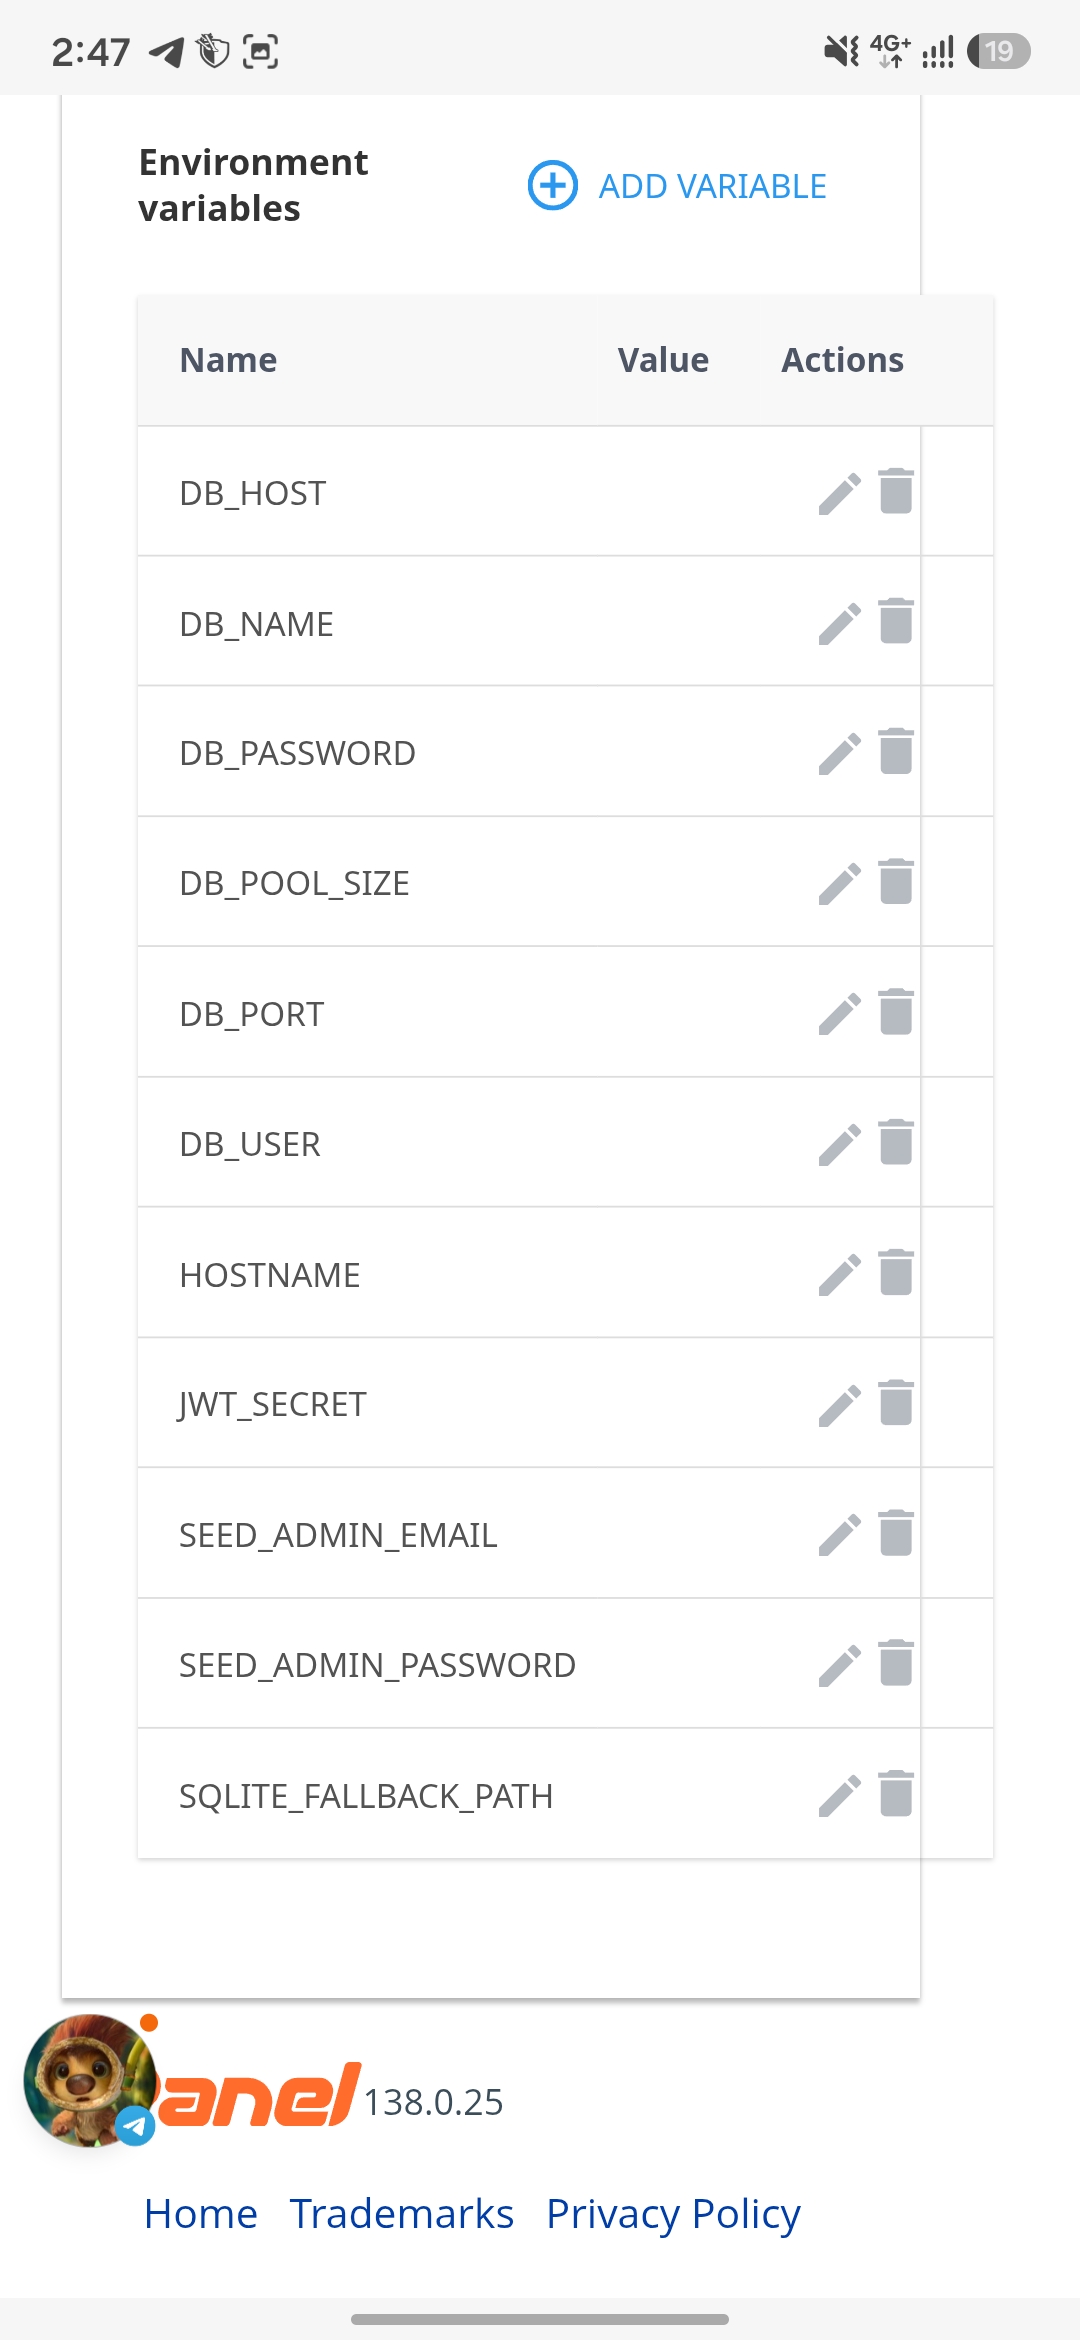 2:47 4G+ 19
Environment
variables
ADD VARIABLE
Name Value Actions
DB_HOST
DB_NAME
DB_PASSWORD
DB_POOL_SIZE
DB_PORT
DB_USER
HOSTNAME
JWT_SECRET
SEED_ADMIN_EMAIL
SEED_ADMIN_PASSWORD
SQLITE_FALLBACK_PATH
anel 138.0.25
Home Trademarks Privacy Policy